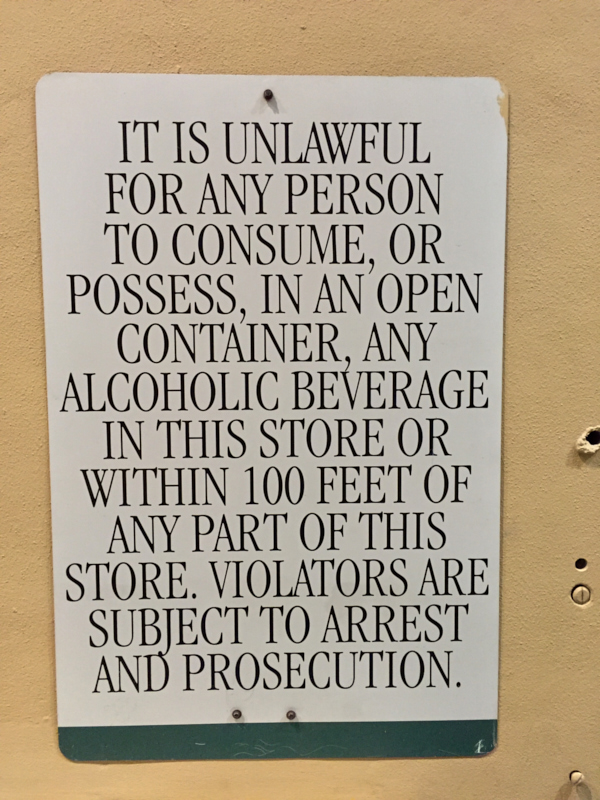 IT IS UNLAWFUL
FOR ANY PERSON
TO CONSUME, OR
POSSESS, IN AN OPEN
CONTAINER, ANY
ALCOHOLIC BEVERAGE
IN THIS STORE OR
WITHIN 100 FEET OF
ANY PART OF THIS
STORE. VIOLATORS ARE
SUBJECT TO ARREST
AND PROSECUTION.